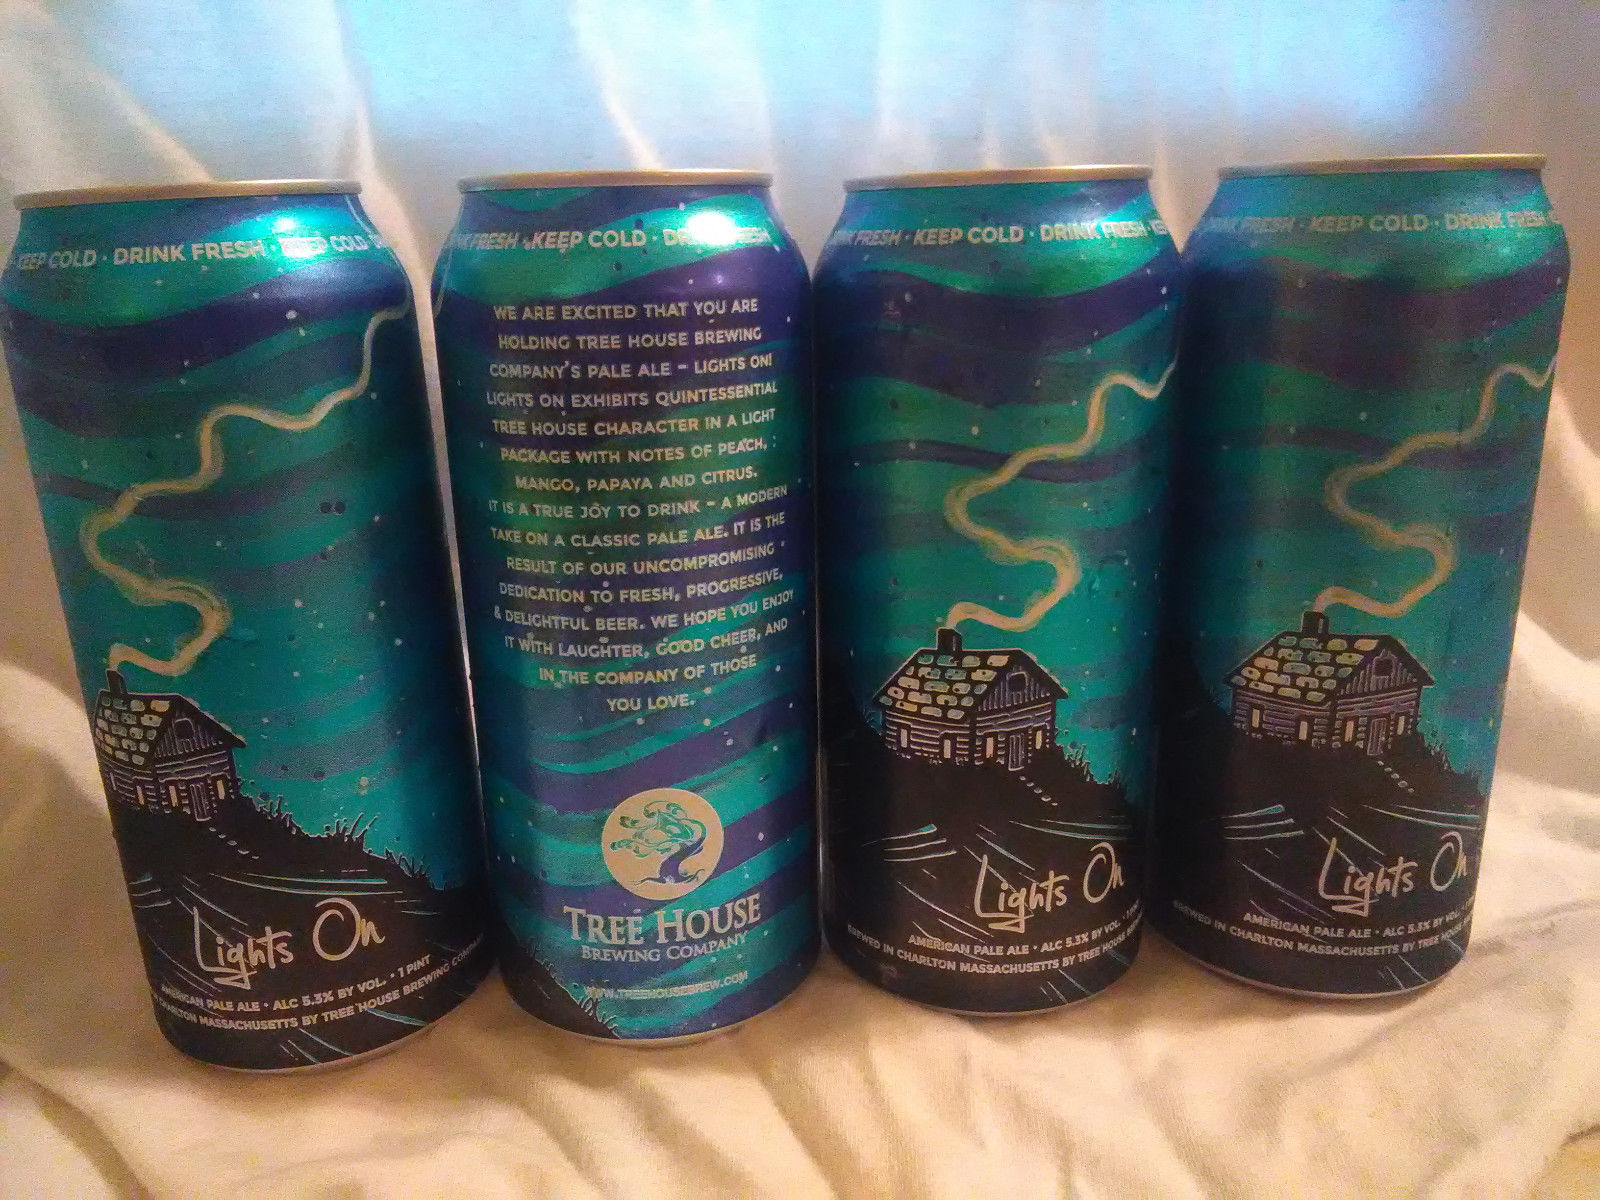 KEEP COLD · DRINK FRESH · KEEP COLD
Lights On
AMERICAN PALE ALE · ALC 5.3% BY VOL. · 1 PINT
CHARLTON MASSACHUSETTS BY TREE HOUSE BREWING COMPANY
FRESH · KEEP COLD · DRINK FRESH
WE ARE EXCITED THAT YOU ARE
HOLDING TREE HOUSE BREWING
COMPANY'S PALE ALE – LIGHTS ON!
LIGHTS ON EXHIBITS QUINTESSENTIAL
TREE HOUSE CHARACTER IN A LIGHT
PACKAGE WITH NOTES OF PEACH,
MANGO, PAPAYA AND CITRUS.
IT IS A TRUE JOY TO DRINK – A MODERN
TAKE ON A CLASSIC PALE ALE. IT IS THE
RESULT OF OUR UNCOMPROMISING
DEDICATION TO FRESH, PROGRESSIVE,
& DELIGHTFUL BEER. WE HOPE YOU ENJOY
IT WITH LAUGHTER, GOOD CHEER, AND
IN THE COMPANY OF THOSE
YOU LOVE.
TREE HOUSE
BREWING COMPANY
WWW.TREEHOUSEBREW.COM
FRESH · KEEP COLD · DRINK FRESH ·
Lights On
AMERICAN PALE ALE · ALC 5.3% BY VOL. · 1
BREWED IN CHARLTON MASSACHUSETTS BY TREE HOUSE
FRESH · KEEP COLD · DRINK FRESH
Lights On
AMERICAN PALE ALE · ALC 5.3% BY VOL.
BREWED IN CHARLTON MASSACHUSETTS BY TREE HOUSE